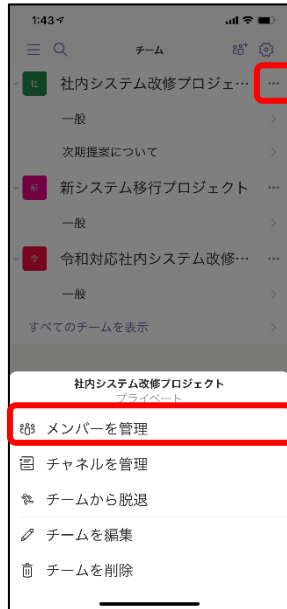 1:43
チーム
社 社内システム改修プロジェ… …
一般
次期提案について
新 新システム移行プロジェクト …
一般
令 令和対応社内システム改修… …
一般
すべてのチームを表示
社内システム改修プロジェクト
プライベート
メンバーを管理
チャネルを管理
チームから脱退
チームを編集
チームを削除